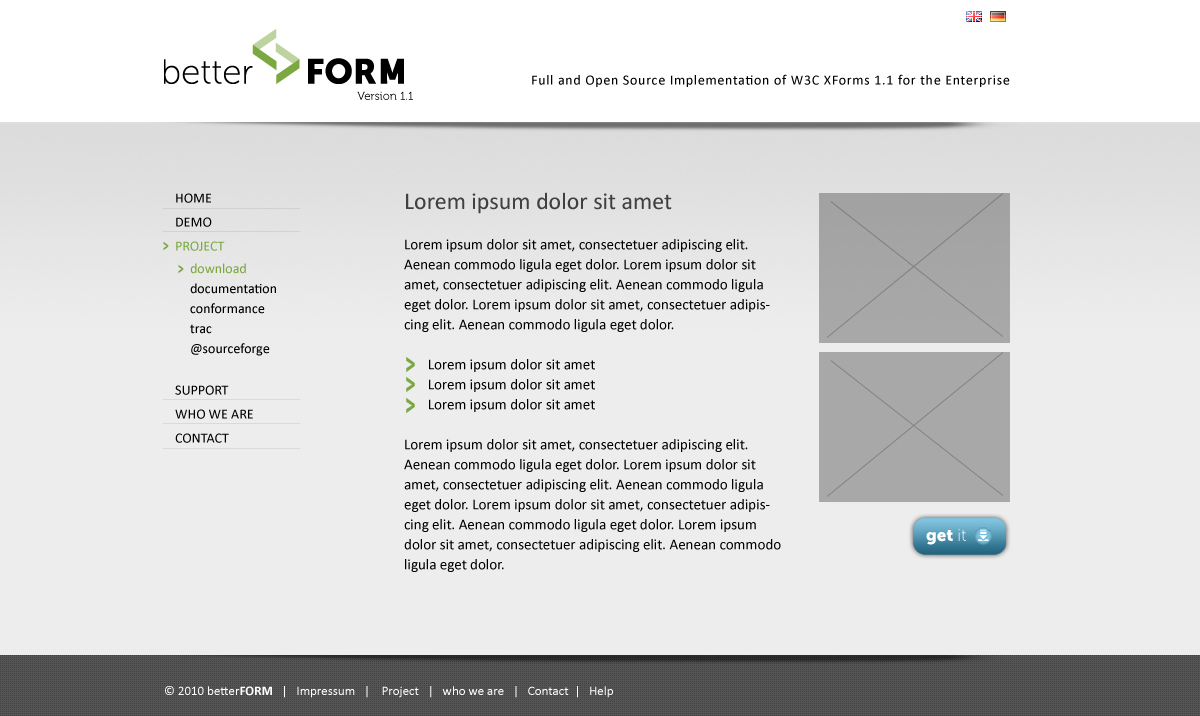 better FORM
Version 1.1
Full and Open Source Implementation of W3C XForms 1.1 for the Enterprise
HOME
DEMO
PROJECT
download
documentation
conformance
trac
@sourceforge
SUPPORT
WHO WE ARE
CONTACT
Lorem ipsum dolor sit amet
Lorem ipsum dolor sit amet, consectetuer adipiscing elit.
Aenean commodo ligula eget dolor. Lorem ipsum dolor sit
amet, consectetuer adipiscing elit. Aenean commodo ligula
eget dolor. Lorem ipsum dolor sit amet, consectetuer adipis-
cing elit. Aenean commodo ligula eget dolor.
Lorem ipsum dolor sit amet
Lorem ipsum dolor sit amet
Lorem ipsum dolor sit amet
Lorem ipsum dolor sit amet, consectetuer adipiscing elit.
Aenean commodo ligula eget dolor. Lorem ipsum dolor sit
amet, consectetuer adipiscing elit. Aenean commodo ligula
eget dolor. Lorem ipsum dolor sit amet, consectetuer adipis-
cing elit. Aenean commodo ligula eget dolor. Lorem ipsum
dolor sit amet, consectetuer adipiscing elit. Aenean commodo
ligula eget dolor.
get it
© 2010 betterFORM | Impressum | Project | who we are | Contact | Help